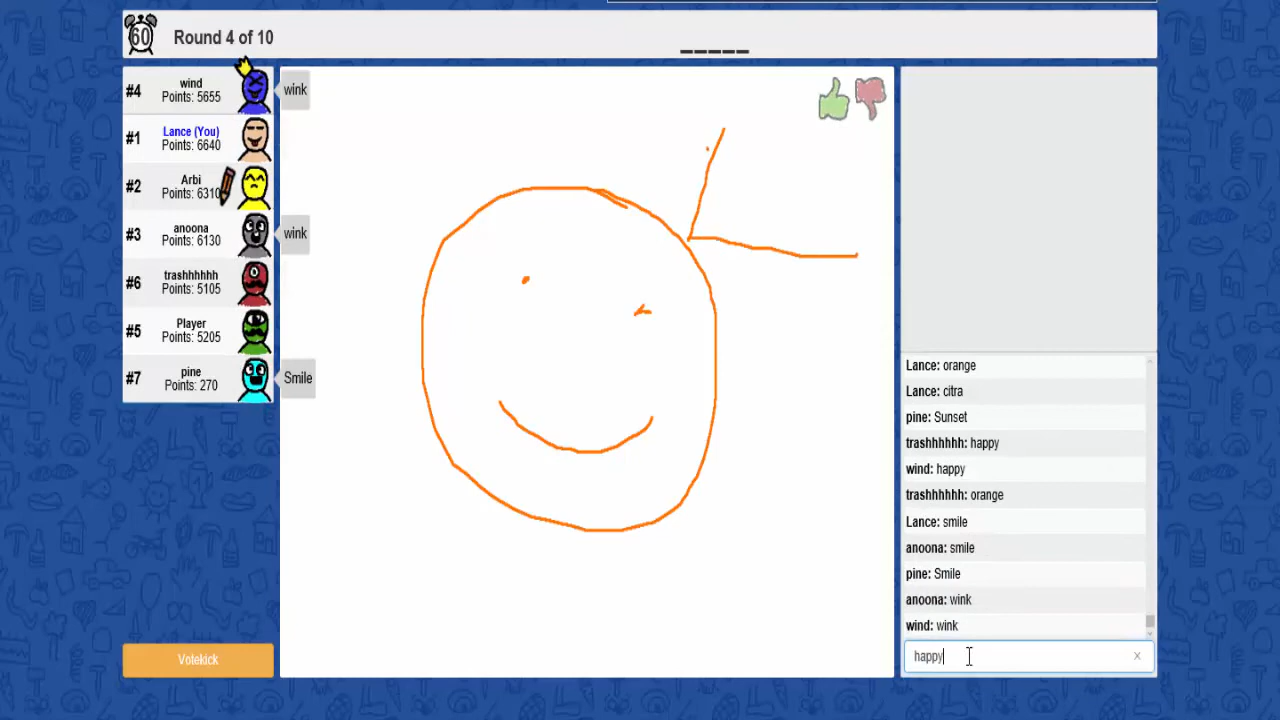 60
Round 4 of 10
_____
#4
wind
Points: 5655
wink
#1
Lance (You)
Points: 6640
#2
Arbi
Points: 6310
#3
anoona
Points: 6130
wink
#6
trashhhhhh
Points: 5105
#5
Player
Points: 5205
#7
pine
Points: 270
Smile
Votekick
Lance: orange
Lance: citra
pine: Sunset
trashhhhhh: happy
wind: happy
trashhhhhh: orange
Lance: smile
anoona: smile
pine: Smile
anoona: wink
wind: wink
happy
x